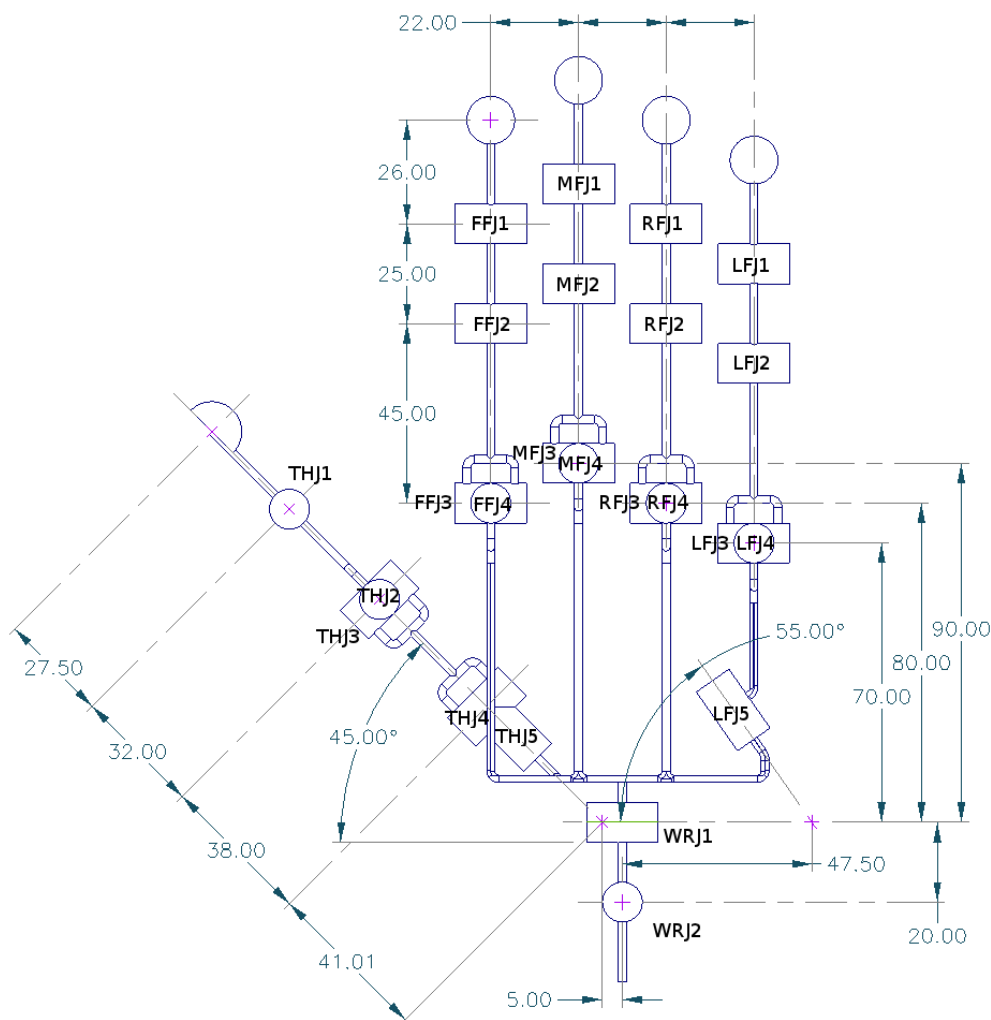 22.00
26.00
MFJ1
FFJ1
RFJ1
25.00
LFJ1
MFJ2
FFJ2
RFJ2
LFJ2
45.00
MFJ3
MFJ4
THJ1
FFJ3
FFJ4
RFJ3
RFJ4
LFJ3
LFJ4
THJ2
THJ3
55.00°
90.00
80.00
70.00
27.50
THJ4
LFJ5
THJ5
45.00°
32.00
WRJ1
38.00
47.50
WRJ2
20.00
41.01
5.00